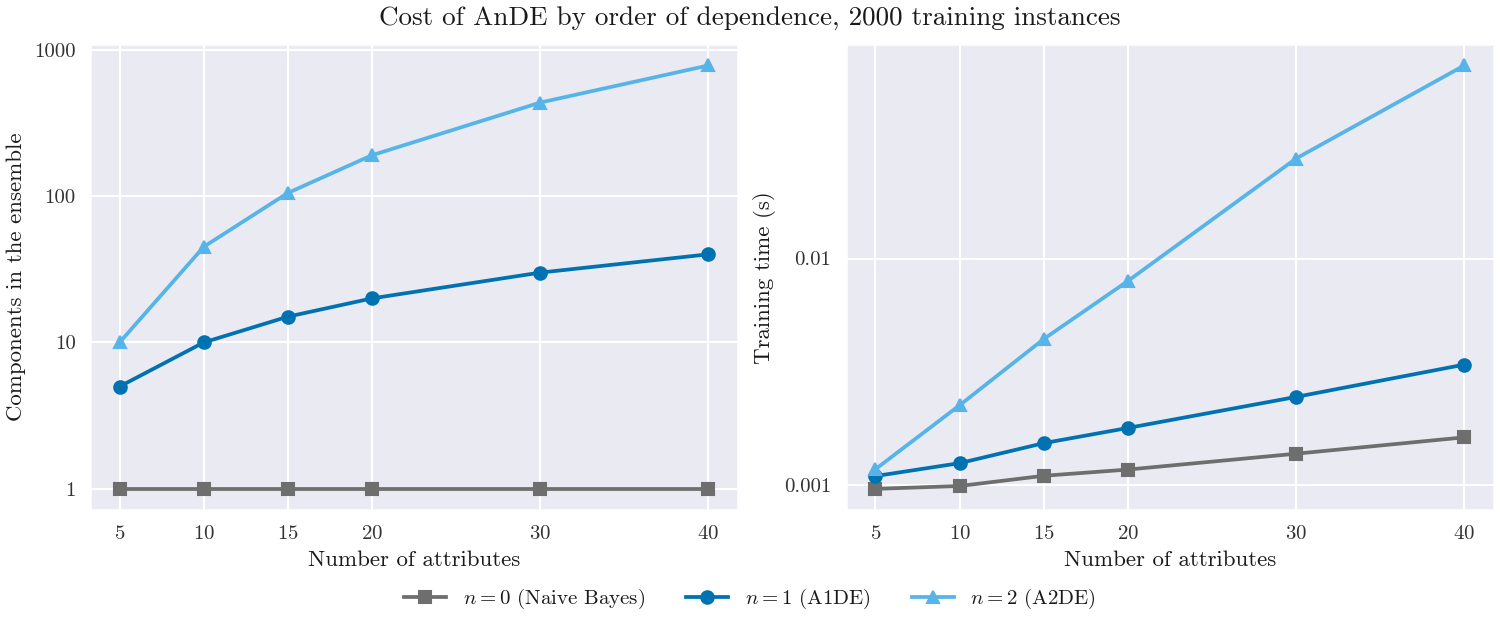 Cost of AnDE by order of dependence, 2000 training instances
Components in the ensemble
1000
100
10
1
5 10 15 20 30 40
Number of attributes
Training time (s)
0.01
0.001
5 10 15 20 30 40
Number of attributes
n = 0 (Naive Bayes)
n = 1 (A1DE)
n = 2 (A2DE)